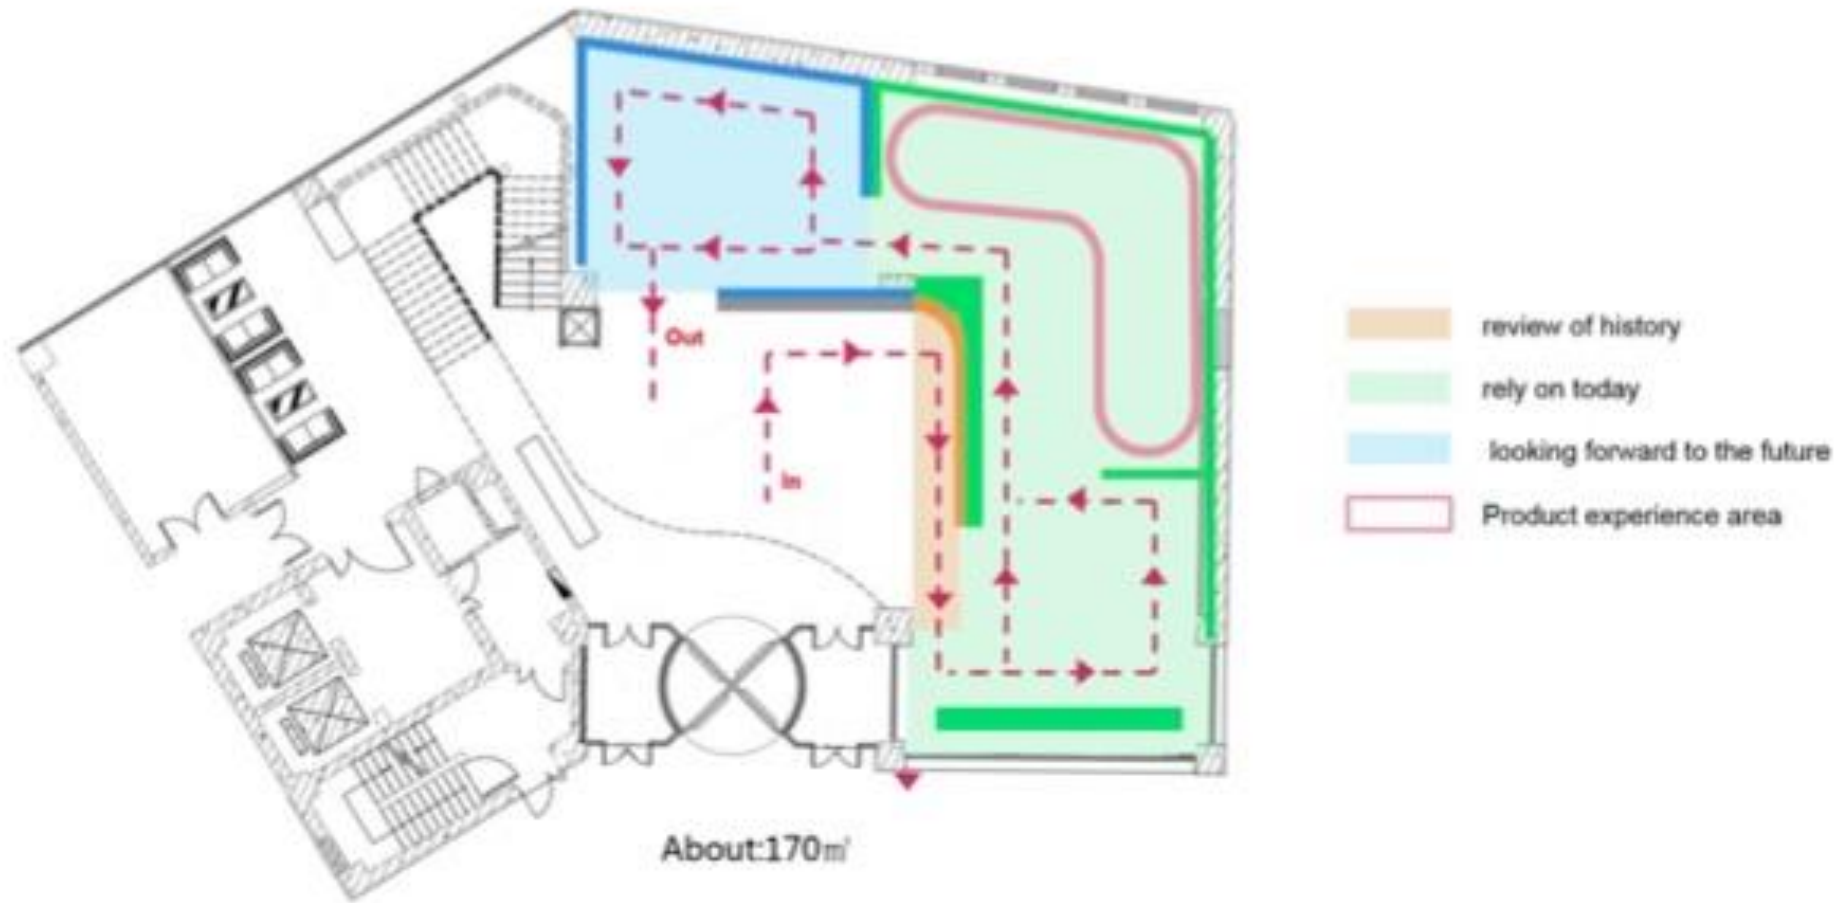 Out
in
review of history
rely on today
looking forward to the future
Product experience area
About:170㎡